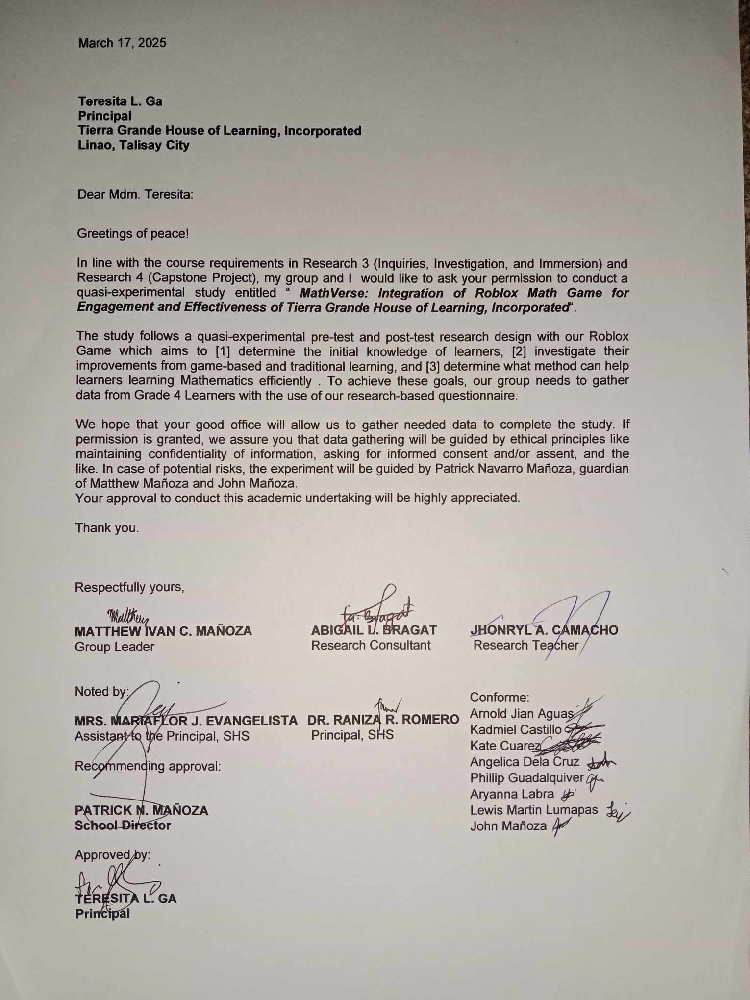 March 17, 2025
Teresita L. Ga
Principal
Tierra Grande House of Learning, Incorporated
Linao, Talisay City
Dear Mdm. Teresita:
Greetings of peace!
In line with the course requirements in Research 3 (Inquiries, Investigation, and Immersion) and
Research 4 (Capstone Project), my group and I would like to ask your permission to conduct a
quasi-experimental study entitled “ MathVerse: Integration of Roblox Math Game for
Engagement and Effectiveness of Tierra Grande House of Learning, Incorporated“.
The study follows a quasi-experimental pre-test and post-test research design with our Roblox
Game which aims to [1] determine the initial knowledge of learners, [2] investigate their
improvements from game-based and traditional learning, and [3] determine what method can help
learners learning Mathematics efficiently . To achieve these goals, our group needs to gather
data from Grade 4 Learners with the use of our research-based questionnaire.
We hope that your good office will allow us to gather needed data to complete the study. If
permission is granted, we assure you that data gathering will be guided by ethical principles like
maintaining confidentiality of information, asking for informed consent and/or assent, and the
like. In case of potential risks, the experiment will be guided by Patrick Navarro Mañoza, guardian
of Matthew Mañoza and John Mañoza.
Your approval to conduct this academic undertaking will be highly appreciated.
Thank you.
Respectfully yours,
Matthew
MATTHEW IVAN C. MAÑOZA
Group Leader
Bragat
ABIGAIL L. BRAGAT
Research Consultant
JHONRYL A. CAMACHO
Research Teacher
Noted by:
MRS. MARIAFLOR J. EVANGELISTA
Assistant to the Principal, SHS
DR. RANIZA R. ROMERO
Principal, SHS
Conforme:
Arnold Jian Aguas
Kadmiel Castillo
Kate Cuarez
Angelica Dela Cruz
Phillip Guadalquiver
Aryanna Labra
Lewis Martin Lumapas
John Mañoza
Recommending approval:
PATRICK N. MAÑOZA
School Director
Approved by:
TERESITA L. GA
Principal